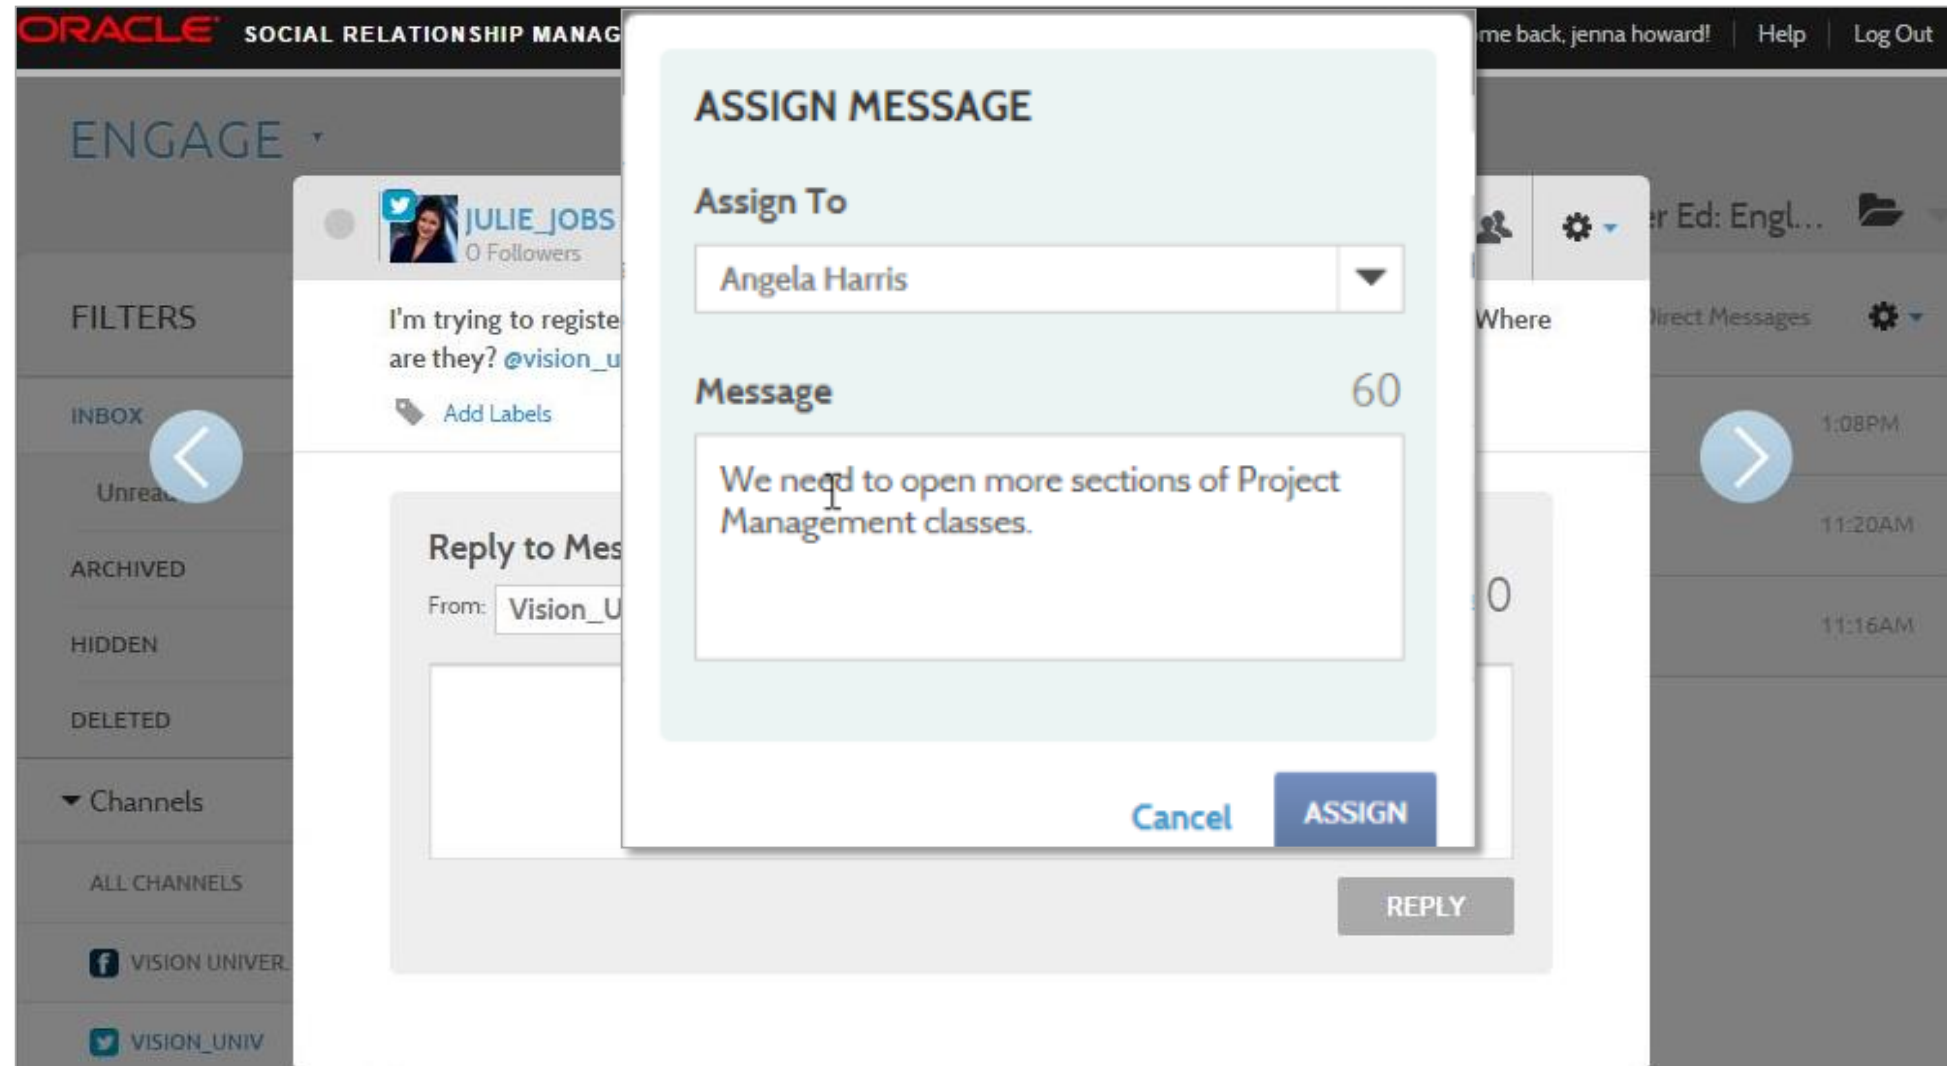 ORACLE SOCIAL RELATIONSHIP MANAG
me back, jenna howard! Help Log Out
ENGAGE
JULIE_JOBS
0 Followers
er Ed: Engl...
FILTERS
I'm trying to registe
Where
are they? @vision_u
Add Labels
Direct Messages
INBOX
Unread
ARCHIVED
HIDDEN
DELETED
Channels
ALL CHANNELS
VISION UNIVER.
VISION_UNIV
1:08PM
11:20AM
11:16AM
Reply to Mes
From: Vision_U
0
REPLY
ASSIGN MESSAGE
Assign To
Angela Harris
Message 60
We need to open more sections of Project
Management classes.
Cancel ASSIGN